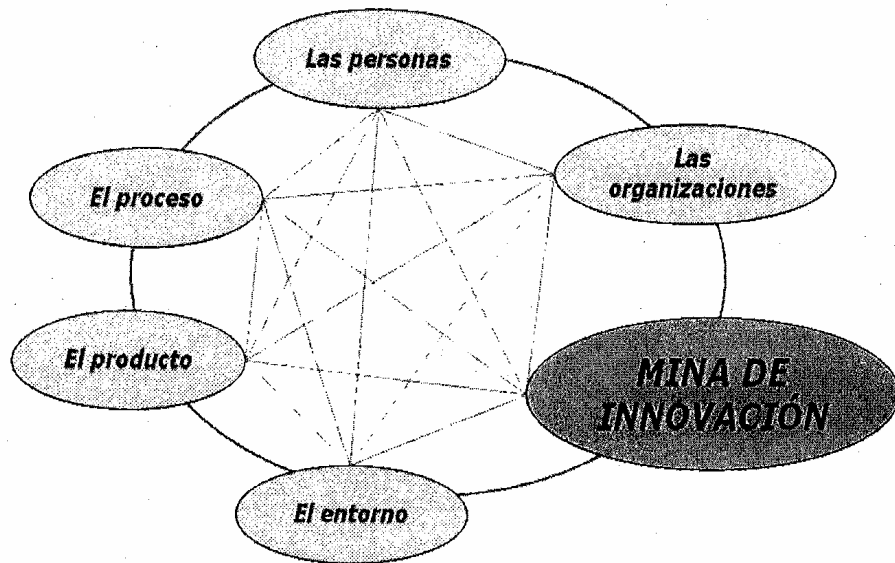 Las personas
Las
organizaciones
El proceso
El producto
MINA DE
INNOVACIÓN
El entorno